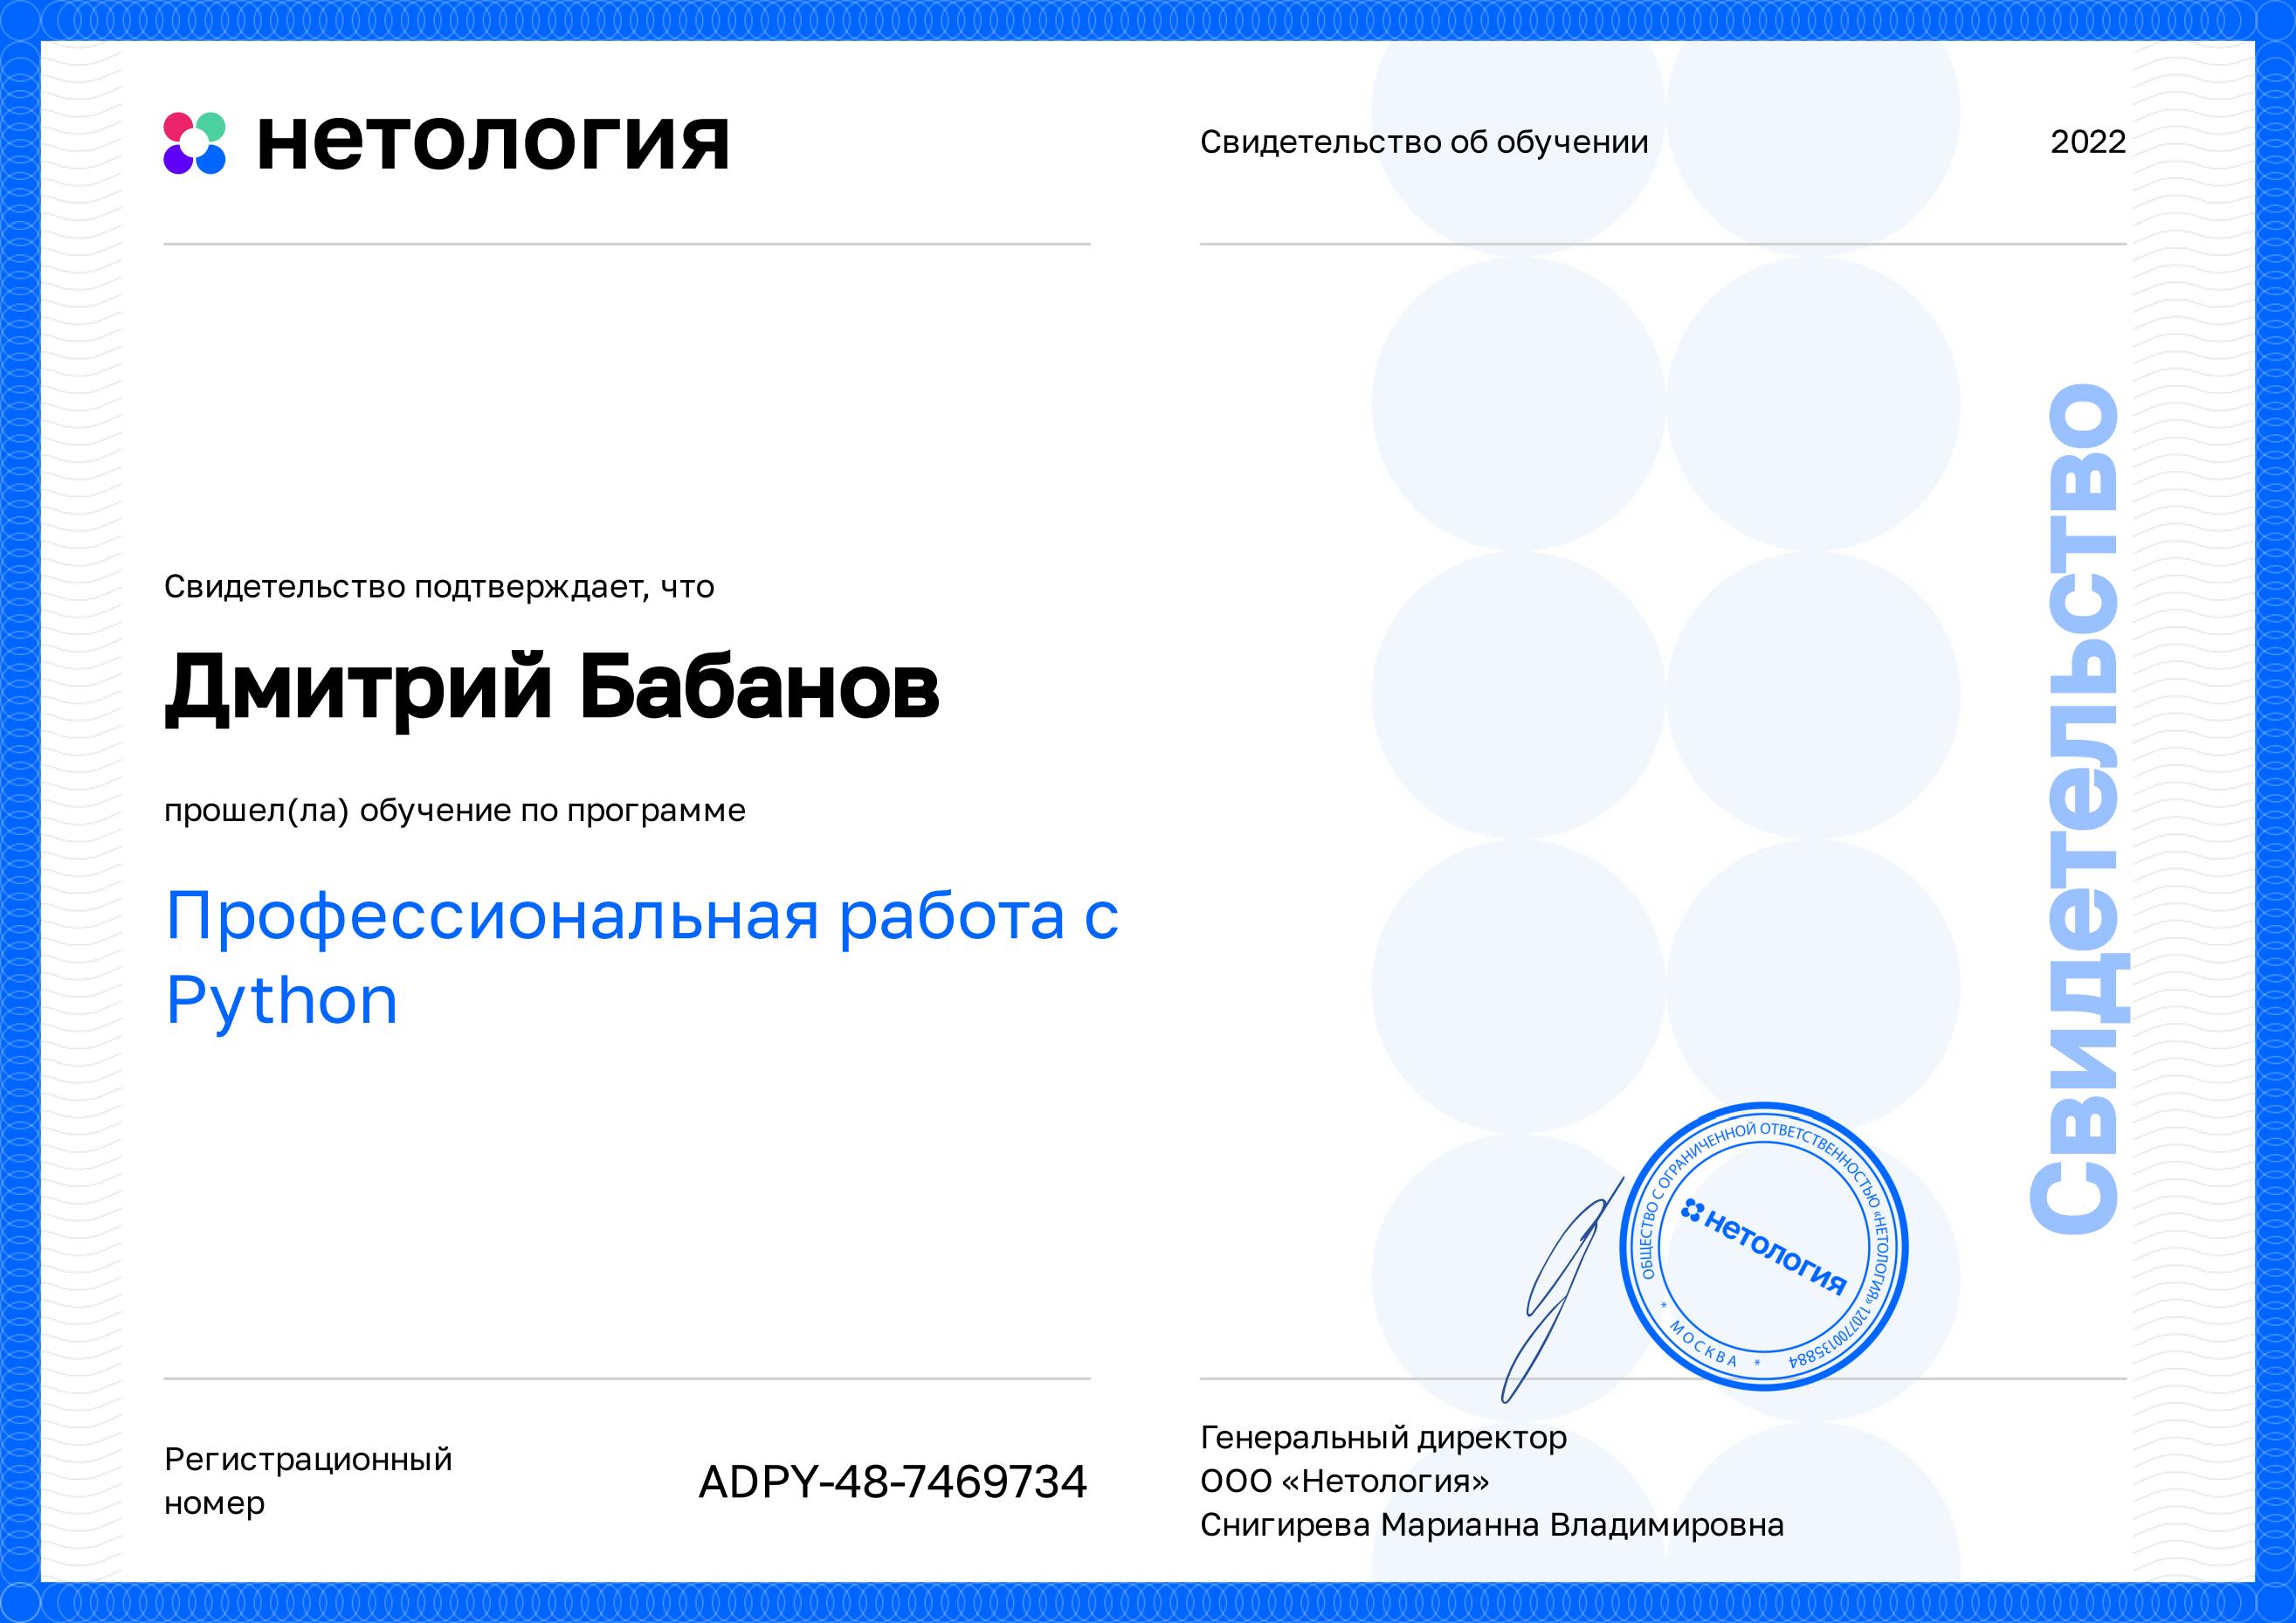 нетология
Свидетельство об обучении
2022
Свидетельство подтверждает, что
Дмитрий Бабанов
прошел(ла) обучение по программе
Профессиональная работа с
Python
Свидетельство
ОБЩЕСТВО С ОГРАНИЧЕННОЙ ОТВЕТСТВЕННОСТЬЮ «НЕТОЛОГИЯ» 1207700135884
* МОСКВА *
нетология
Регистрационный
номер
ADPY-48-7469734
Генеральный директор
ООО «Нетология»
Снигирева Марианна Владимировна